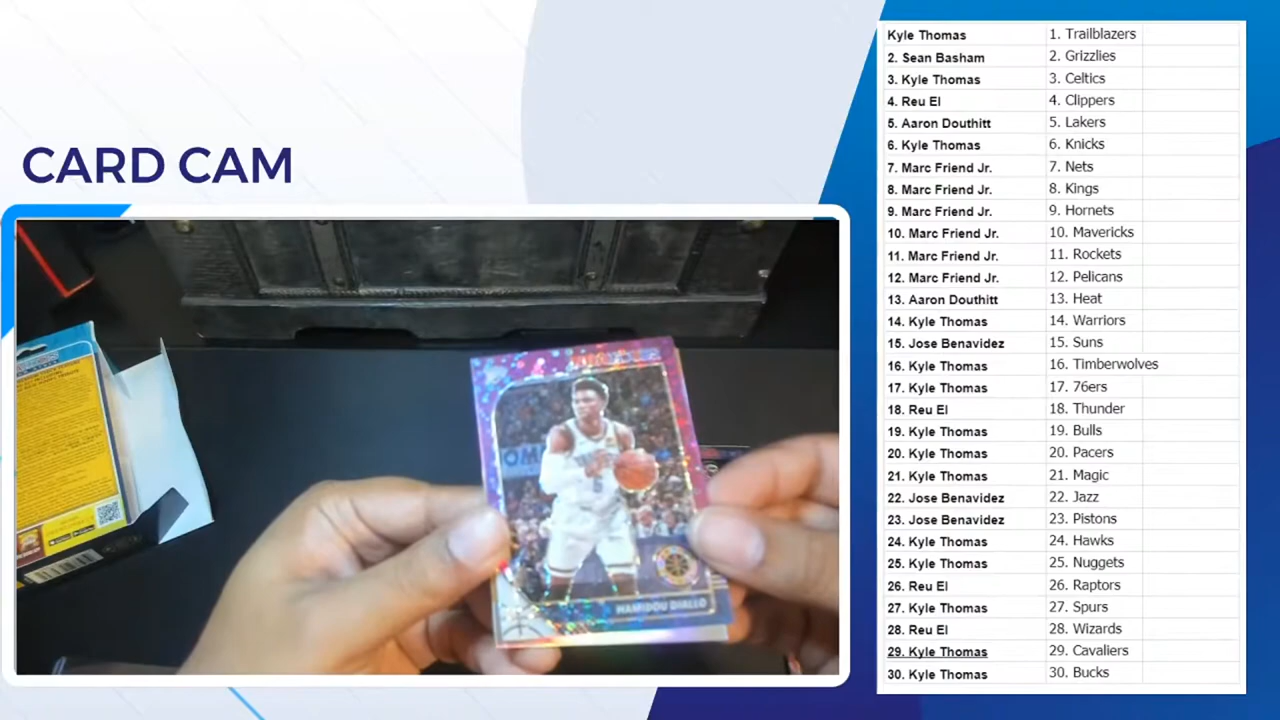 CARD CAM
HAMIDOU DIALLO
Kyle Thomas 1. Trailblazers
2. Sean Basham 2. Grizzlies
3. Kyle Thomas 3. Celtics
4. Reu El 4. Clippers
5. Aaron Douthitt 5. Lakers
6. Kyle Thomas 6. Knicks
7. Marc Friend Jr. 7. Nets
8. Marc Friend Jr. 8. Kings
9. Marc Friend Jr. 9. Hornets
10. Marc Friend Jr. 10. Mavericks
11. Marc Friend Jr. 11. Rockets
12. Marc Friend Jr. 12. Pelicans
13. Aaron Douthitt 13. Heat
14. Kyle Thomas 14. Warriors
15. Jose Benavidez 15. Suns
16. Kyle Thomas 16. Timberwolves
17. Kyle Thomas 17. 76ers
18. Reu El 18. Thunder
19. Kyle Thomas 19. Bulls
20. Kyle Thomas 20. Pacers
21. Kyle Thomas 21. Magic
22. Jose Benavidez 22. Jazz
23. Jose Benavidez 23. Pistons
24. Kyle Thomas 24. Hawks
25. Kyle Thomas 25. Nuggets
26. Reu El 26. Raptors
27. Kyle Thomas 27. Spurs
28. Reu El 28. Wizards
29. Kyle Thomas 29. Cavaliers
30. Kyle Thomas 30. Bucks